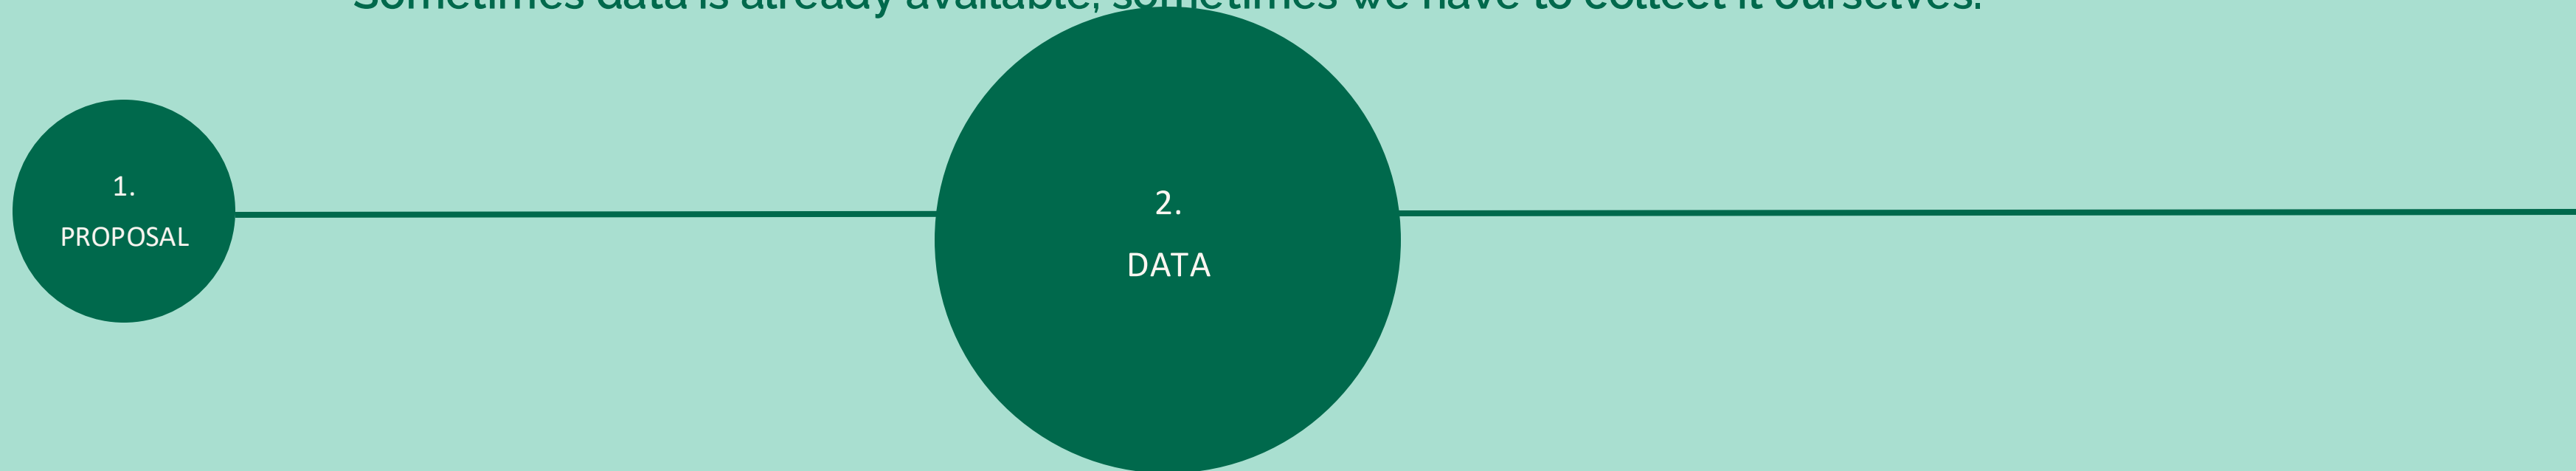 Sometimes data is already available, sometimes we have to collect it ourselves.
1.
PROPOSAL
2.
DATA